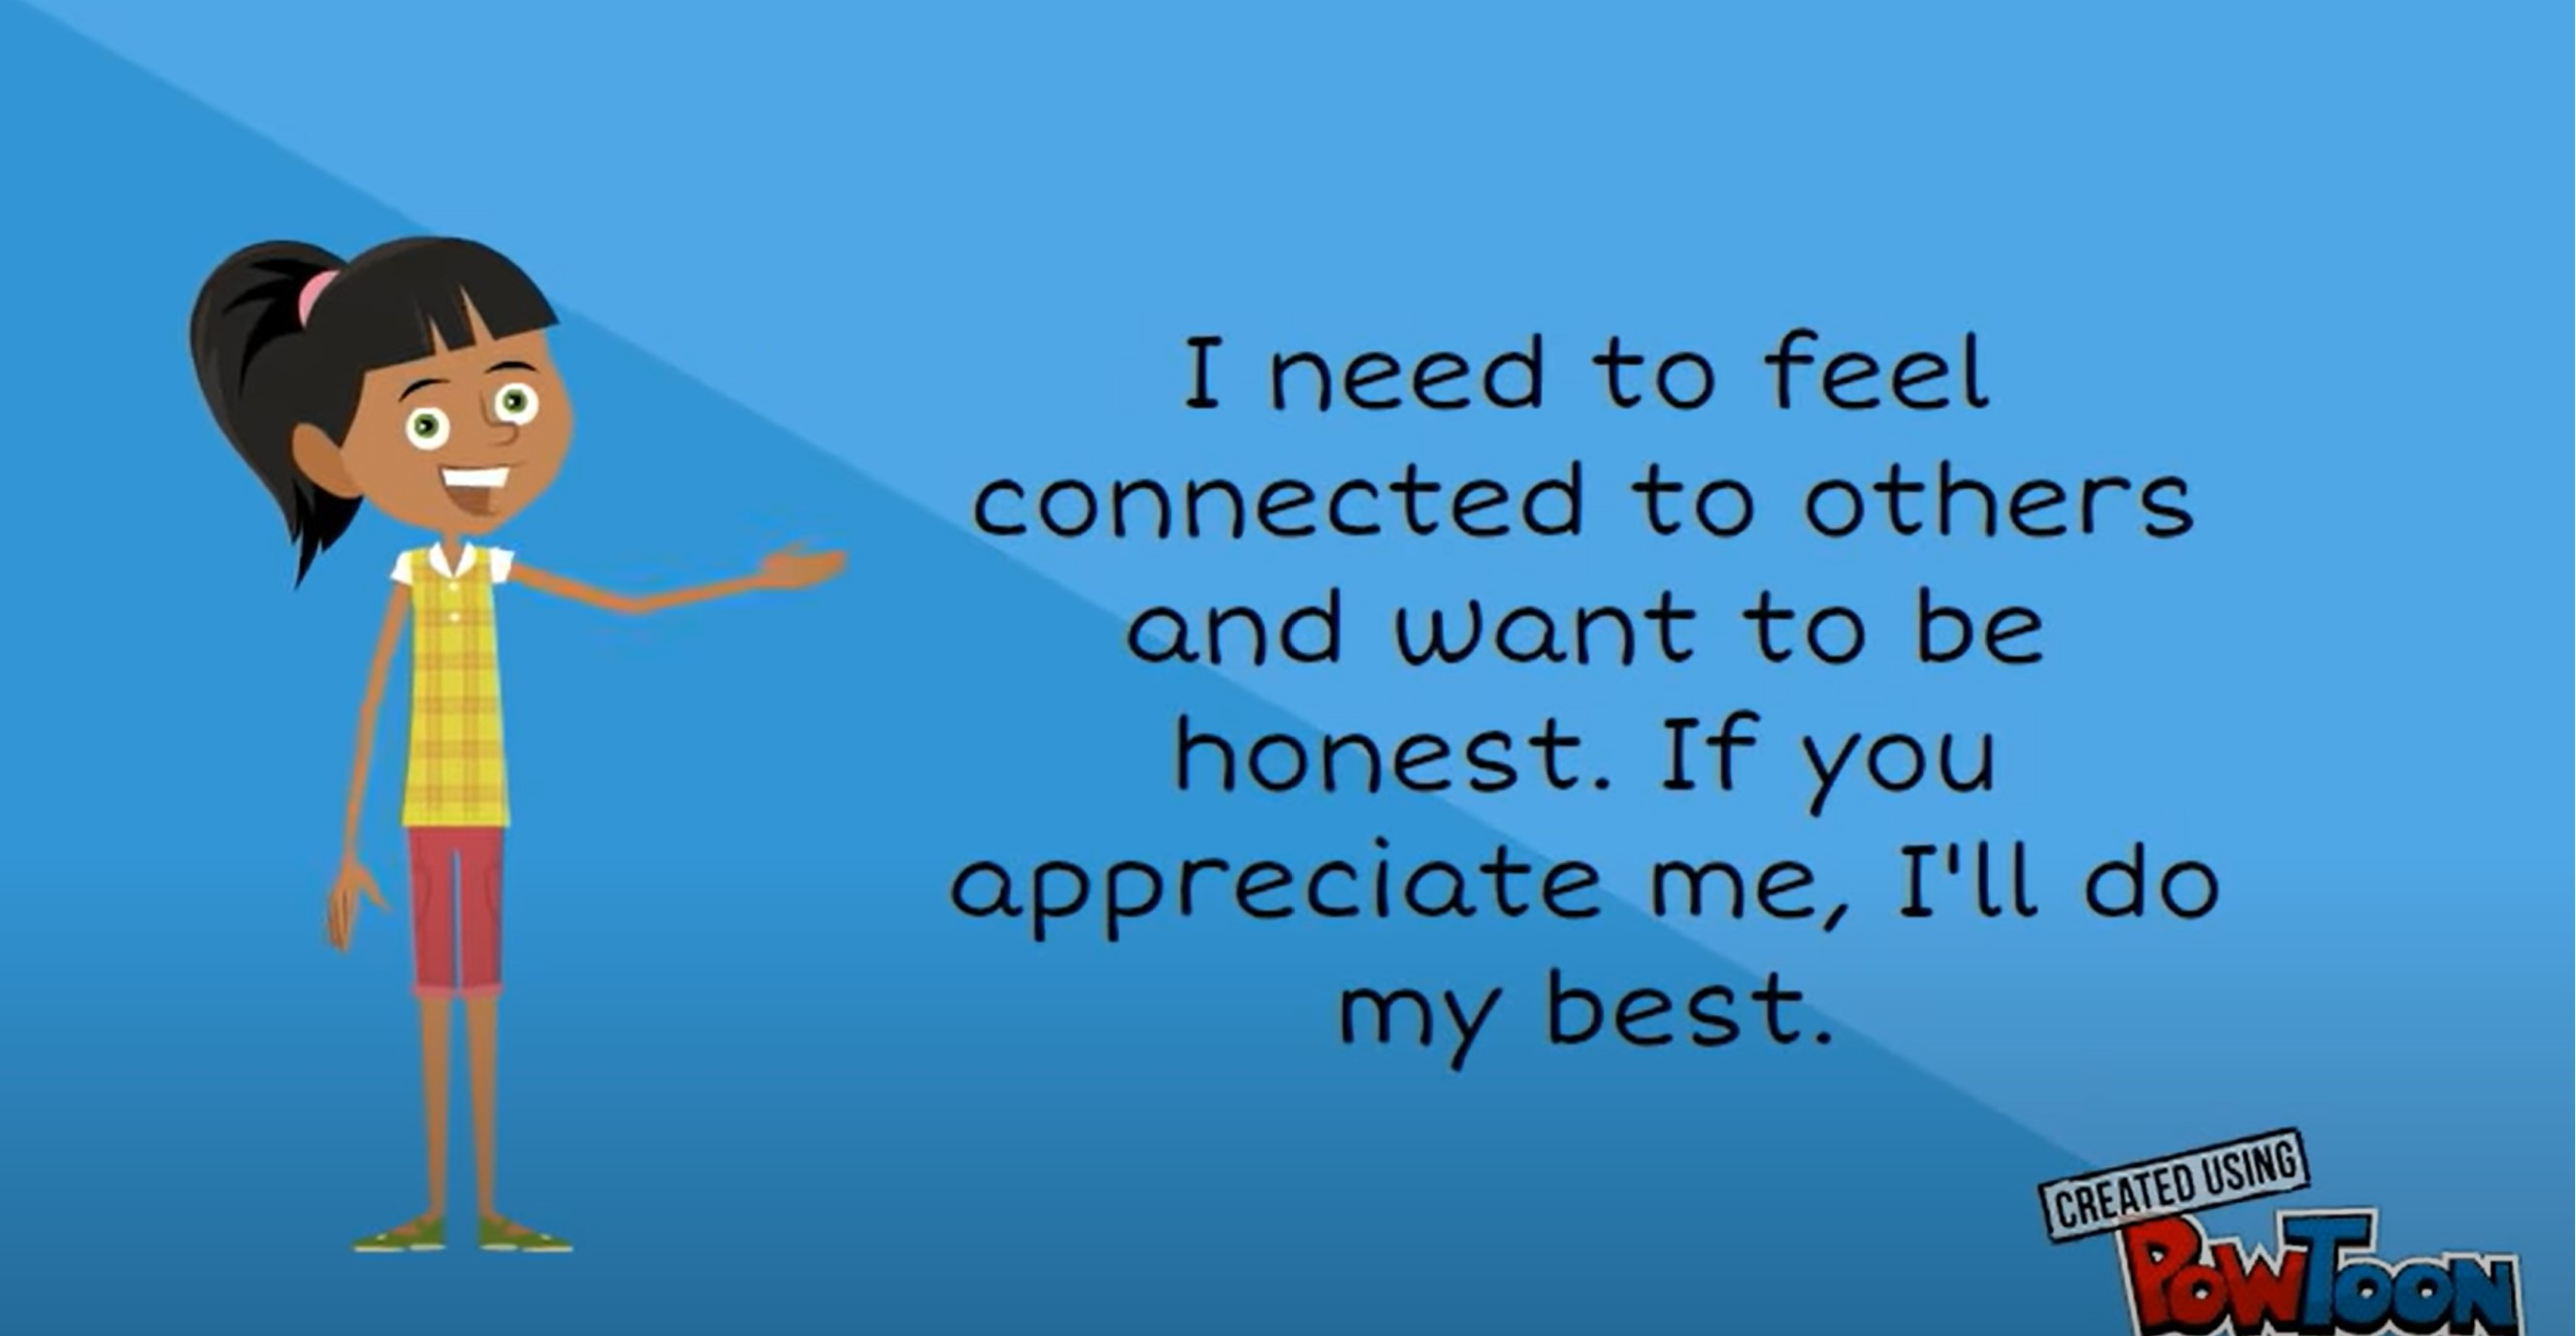 I need to feel
connected to others
and want to be
honest. If you
appreciate me, I'll do
my best.
CREATED USING
POWTOON